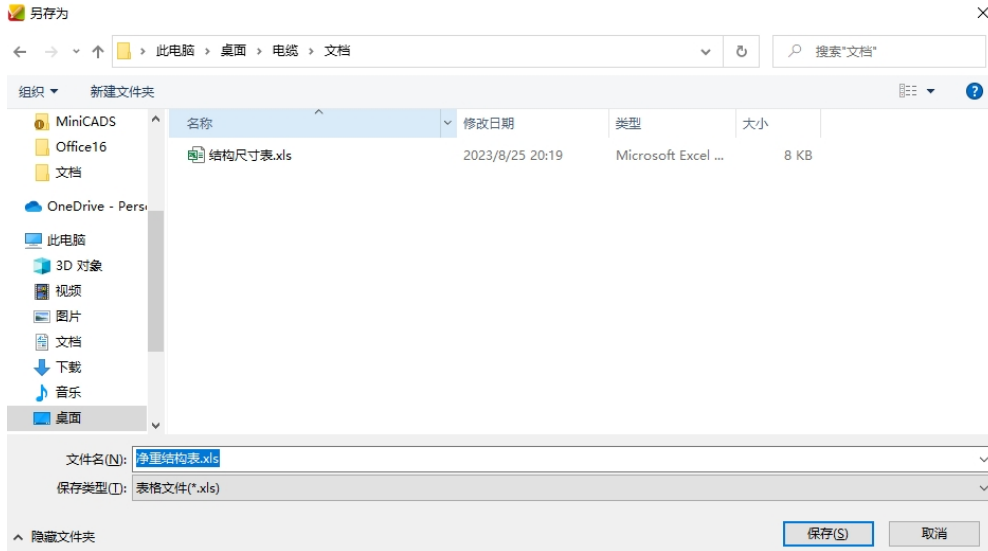 另存为
此电脑 › 桌面 › 电缆 › 文档
搜索"文档"
组织 新建文件夹
名称 修改日期 类型 大小
MiniCADS
结构尺寸表.xls 2023/8/25 20:19 Microsoft Excel ... 8 KB
Office16
文档
OneDrive - Pers
此电脑
3D 对象
视频
图片
文档
下载
音乐
桌面
文件名(N): 净重结构表.xls
保存类型(T): 表格文件(*.xls)
隐藏文件夹 保存(S) 取消